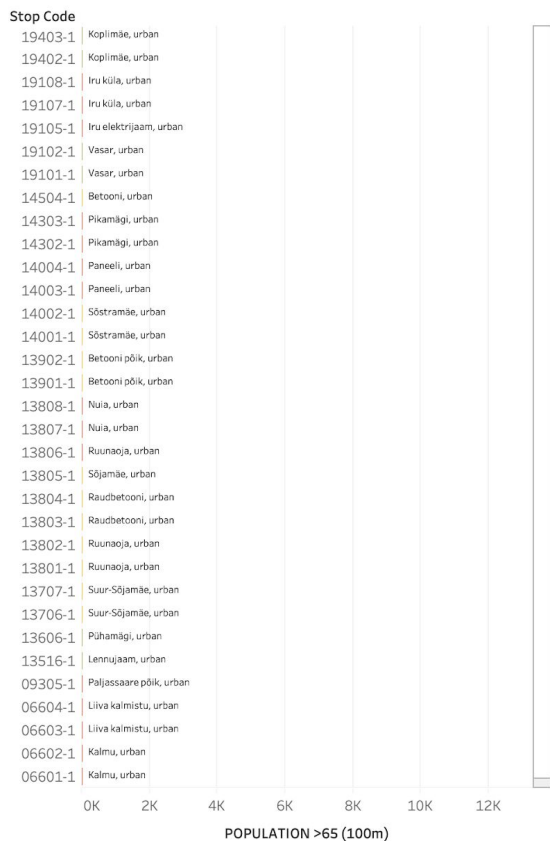 Stop Code
19403-1 Koplimäe, urban
19402-1 Koplimäe, urban
19108-1 Iru küla, urban
19107-1 Iru küla, urban
19105-1 Iru elektrijaam, urban
19102-1 Vasar, urban
19101-1 Vasar, urban
14504-1 Betooni, urban
14303-1 Pikamägi, urban
14302-1 Pikamägi, urban
14004-1 Paneeli, urban
14003-1 Paneeli, urban
14002-1 Sõstramäe, urban
14001-1 Sõstramäe, urban
13902-1 Betooni põik, urban
13901-1 Betooni põik, urban
13808-1 Nuia, urban
13807-1 Nuia, urban
13806-1 Ruunaoja, urban
13805-1 Sõjamäe, urban
13804-1 Raudbetooni, urban
13803-1 Raudbetooni, urban
13802-1 Ruunaoja, urban
13801-1 Ruunaoja, urban
13707-1 Suur-Sõjamäe, urban
13706-1 Suur-Sõjamäe, urban
13606-1 Pühamägi, urban
13516-1 Lennujaam, urban
09305-1 Paljassaare põik, urban
06604-1 Liiva kalmistu, urban
06603-1 Liiva kalmistu, urban
06602-1 Kalmu, urban
06601-1 Kalmu, urban
0K 2K 4K 6K 8K 10K 12K
POPULATION >65 (100m)